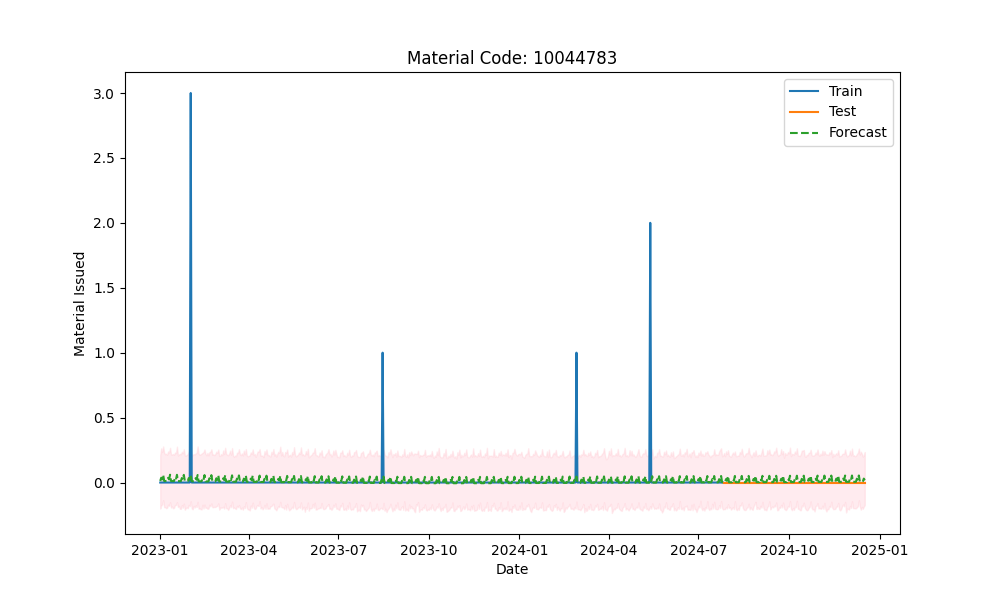 Material Code: 10044783
Train
Test
Forecast
Material Issued
3.0
2.5
2.0
1.5
1.0
0.5
0.0
2023-01 2023-04 2023-07 2023-10 2024-01 2024-04 2024-07 2024-10 2025-01
Date